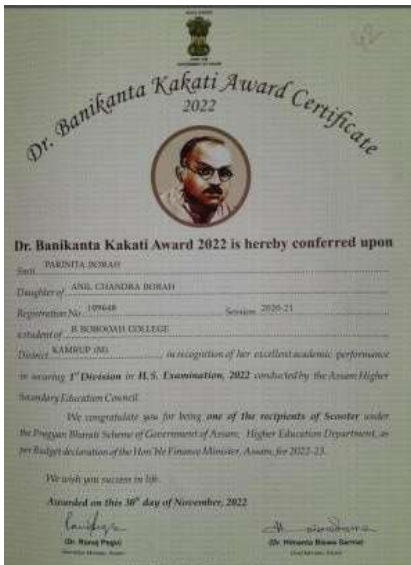 Dr. Banikanta Kakati Award Certificate
2022
Dr. Banikanta Kakati Award 2022 is hereby conferred upon
Smti PARINITA BORAH
Daughter of ANIL CHANDRA BORAH
Registration No 109648 Session 2020-21
a student of B BOROOAH COLLEGE
District KAMRUP (M) in recognition of her excellent academic performance
in securing 1st Division in H.S. Examination, 2022 conducted by the Assam Higher
Secondary Education Council.
We congratulate you for being one of the recipients of Scooter under
the Pragyan Bharati Scheme of Government of Assam, Higher Education Department, as
per Budget declaration of the Hon'ble Finance Minister, Assam, for 2022-23.
We wish you success in life.
Awarded on this 30th day of November, 2022
(Dr. Ranoj Pegu) (Dr. Himanta Biswa Sarma)
Education Minister, Assam Chief Minister, Assam